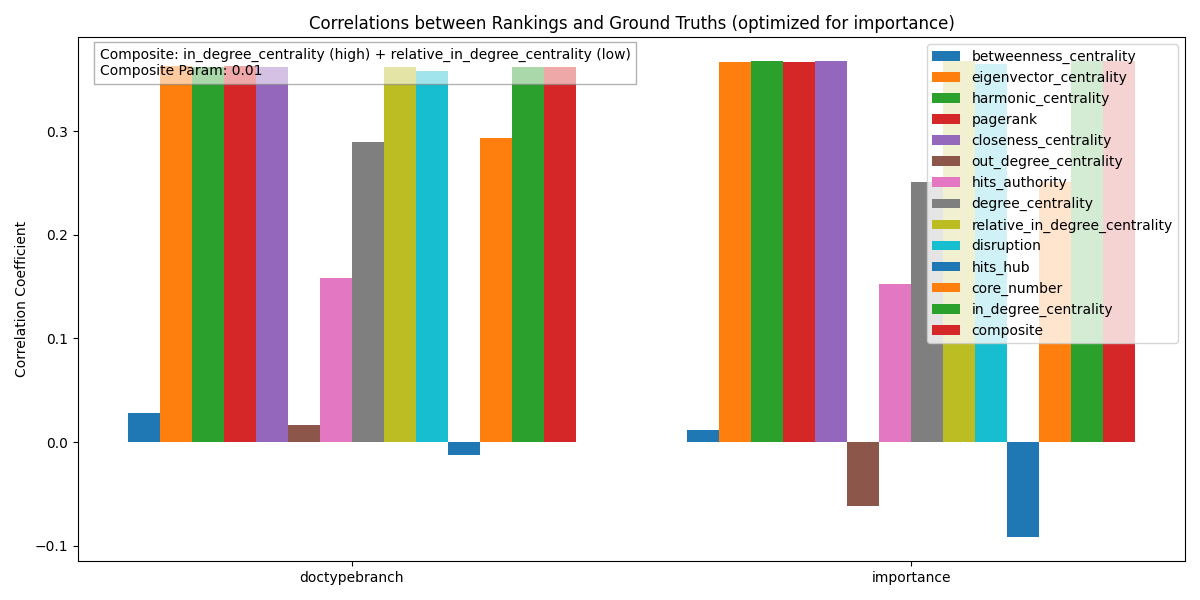 Correlations between Rankings and Ground Truths (optimized for importance)
Composite: in_degree_centrality (high) + relative_in_degree_centrality (low)
Composite Param: 0.01
betweenness_centrality
eigenvector_centrality
harmonic_centrality
pagerank
closeness_centrality
out_degree_centrality
hits_authority
degree_centrality
relative_in_degree_centrality
disruption
hits_hub
core_number
in_degree_centrality
composite
Correlation Coefficient
0.3
0.2
0.1
0.0
−0.1
doctypebranch
importance